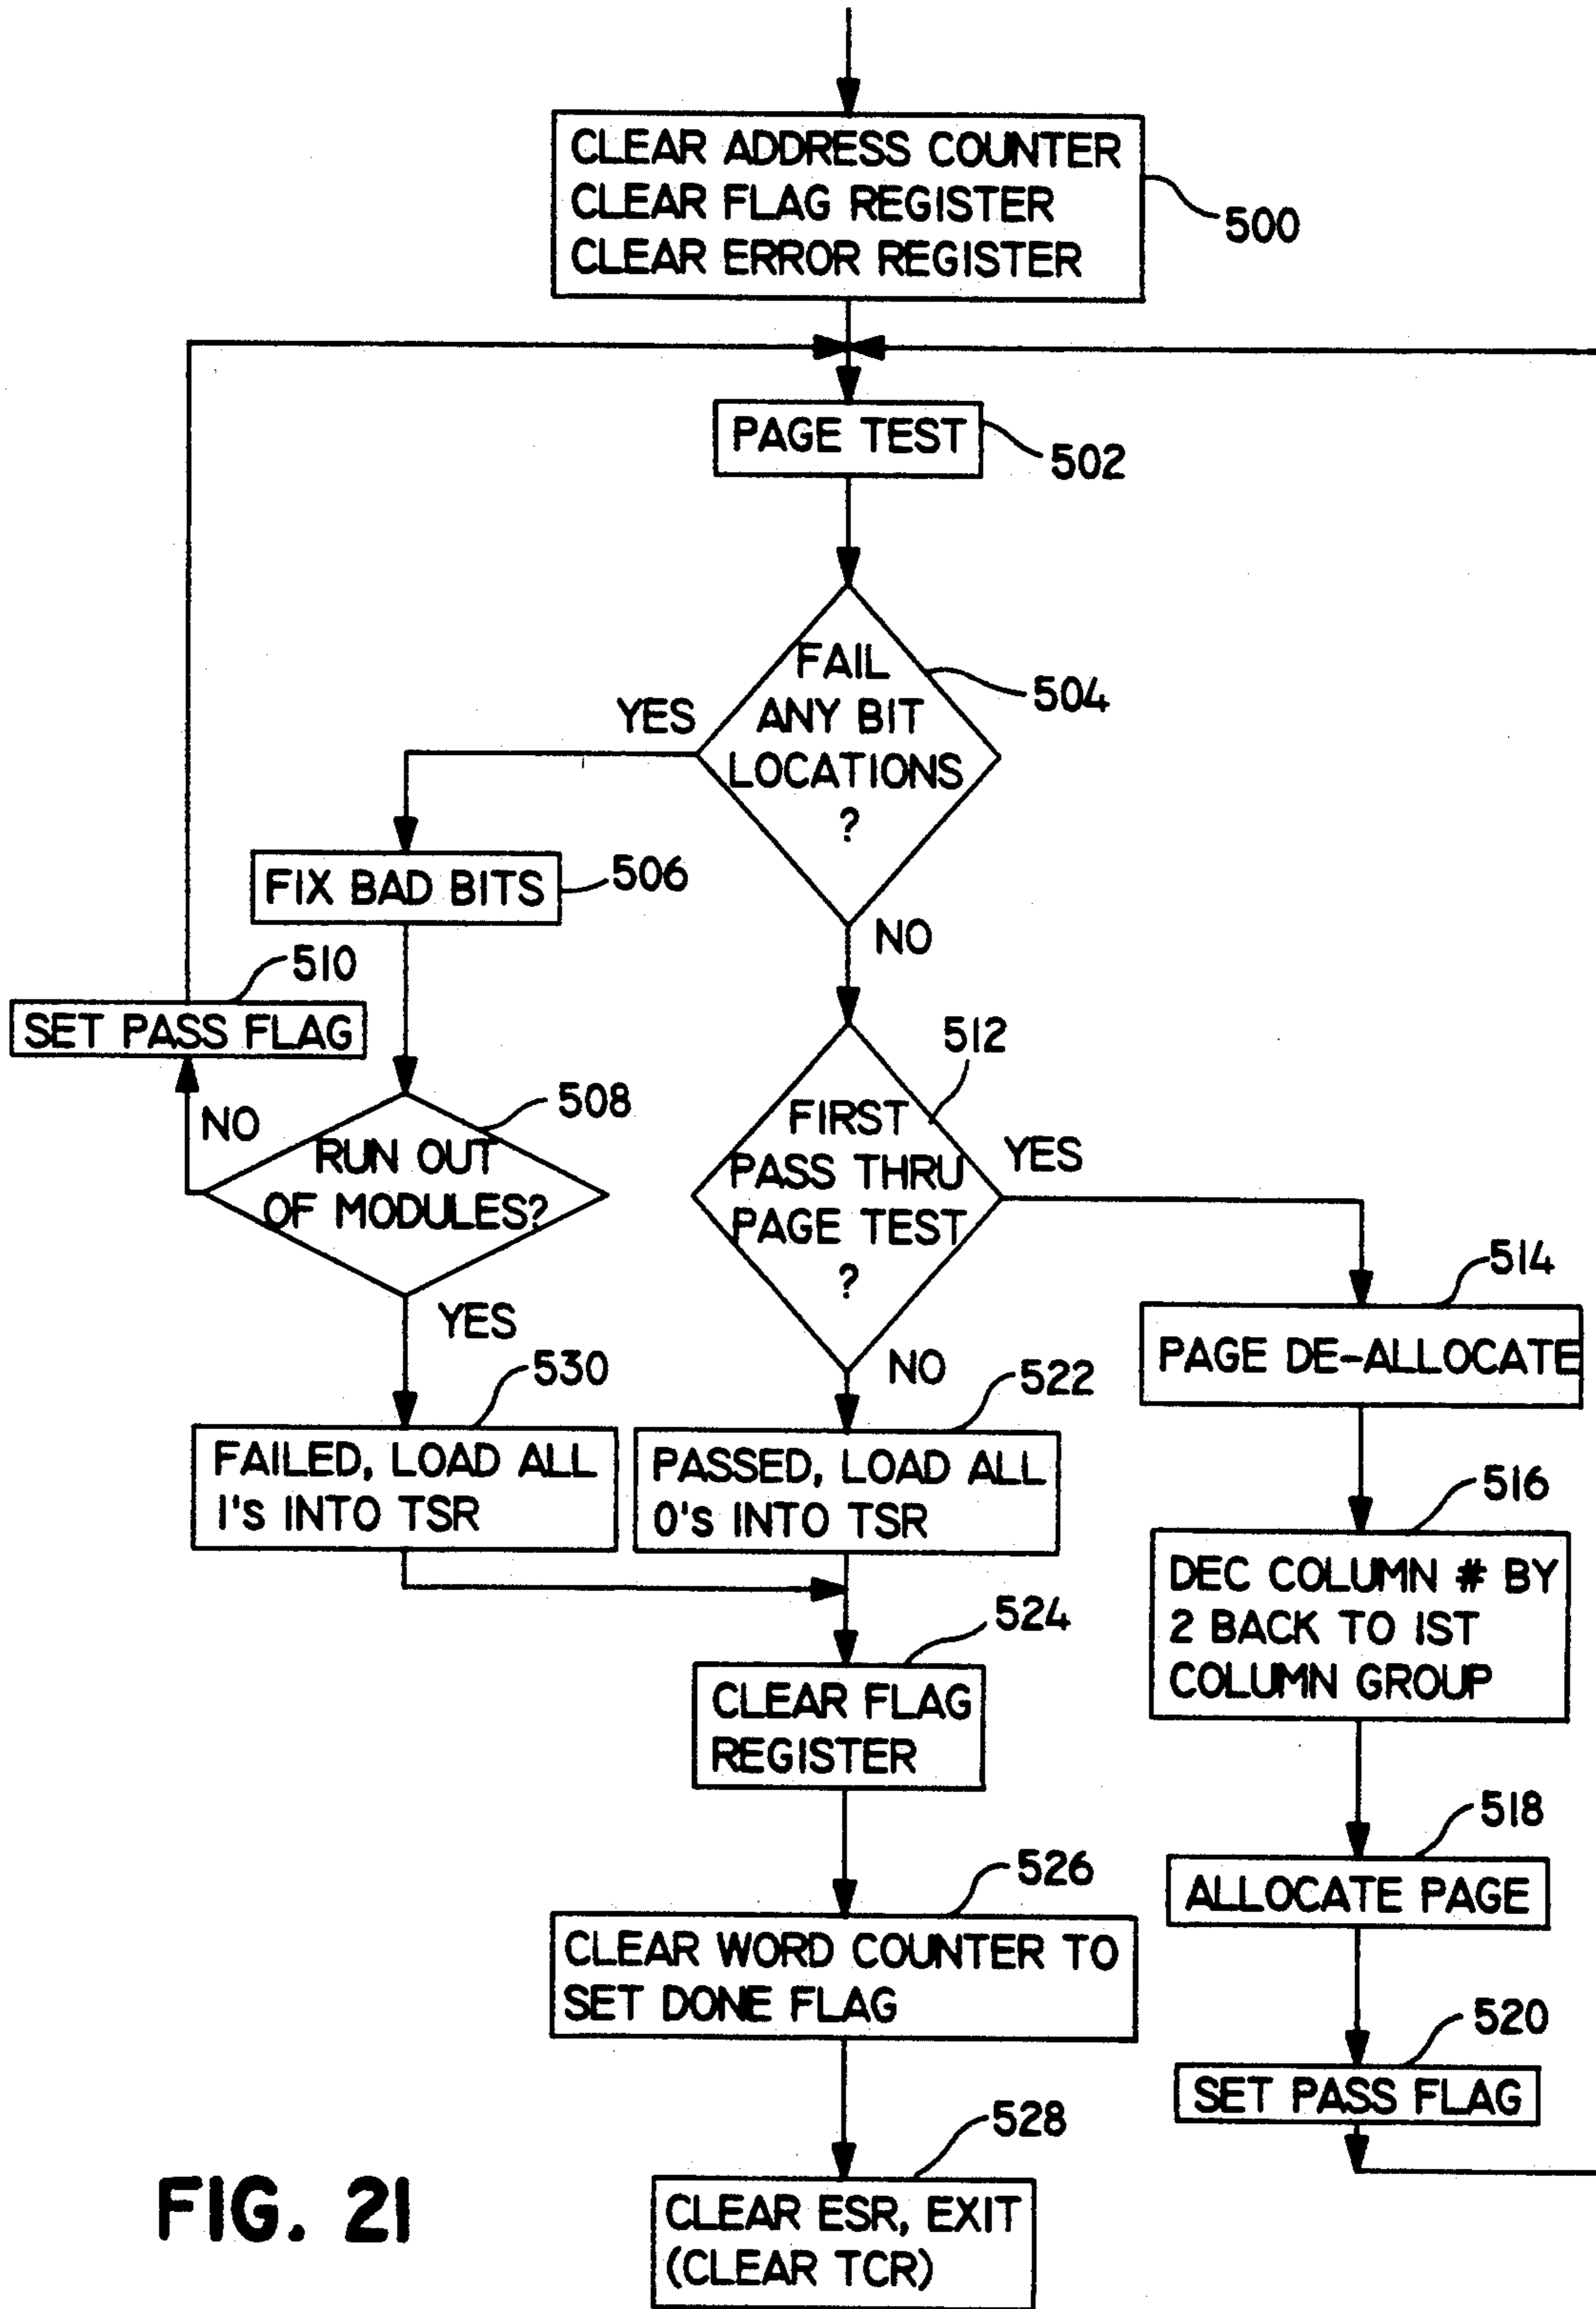 CLEAR ADDRESS COUNTER
CLEAR FLAG REGISTER
CLEAR ERROR REGISTER
500
PAGE TEST
502
FAIL
ANY BIT
LOCATIONS
?
504
YES
NO
FIX BAD BITS
506
510
SET PASS FLAG
NO
RUN OUT
OF MODULES?
508
YES
512
FIRST
PASS THRU
PAGE TEST
?
YES
NO
514
PAGE DE-ALLOCATE
530
FAILED, LOAD ALL
1's INTO TSR
522
PASSED, LOAD ALL
0's INTO TSR
516
DEC COLUMN # BY
2 BACK TO 1ST
COLUMN GROUP
524
CLEAR FLAG
REGISTER
518
ALLOCATE PAGE
526
CLEAR WORD COUNTER TO
SET DONE FLAG
520
SET PASS FLAG
528
CLEAR ESR, EXIT
(CLEAR TCR)
FIG. 21